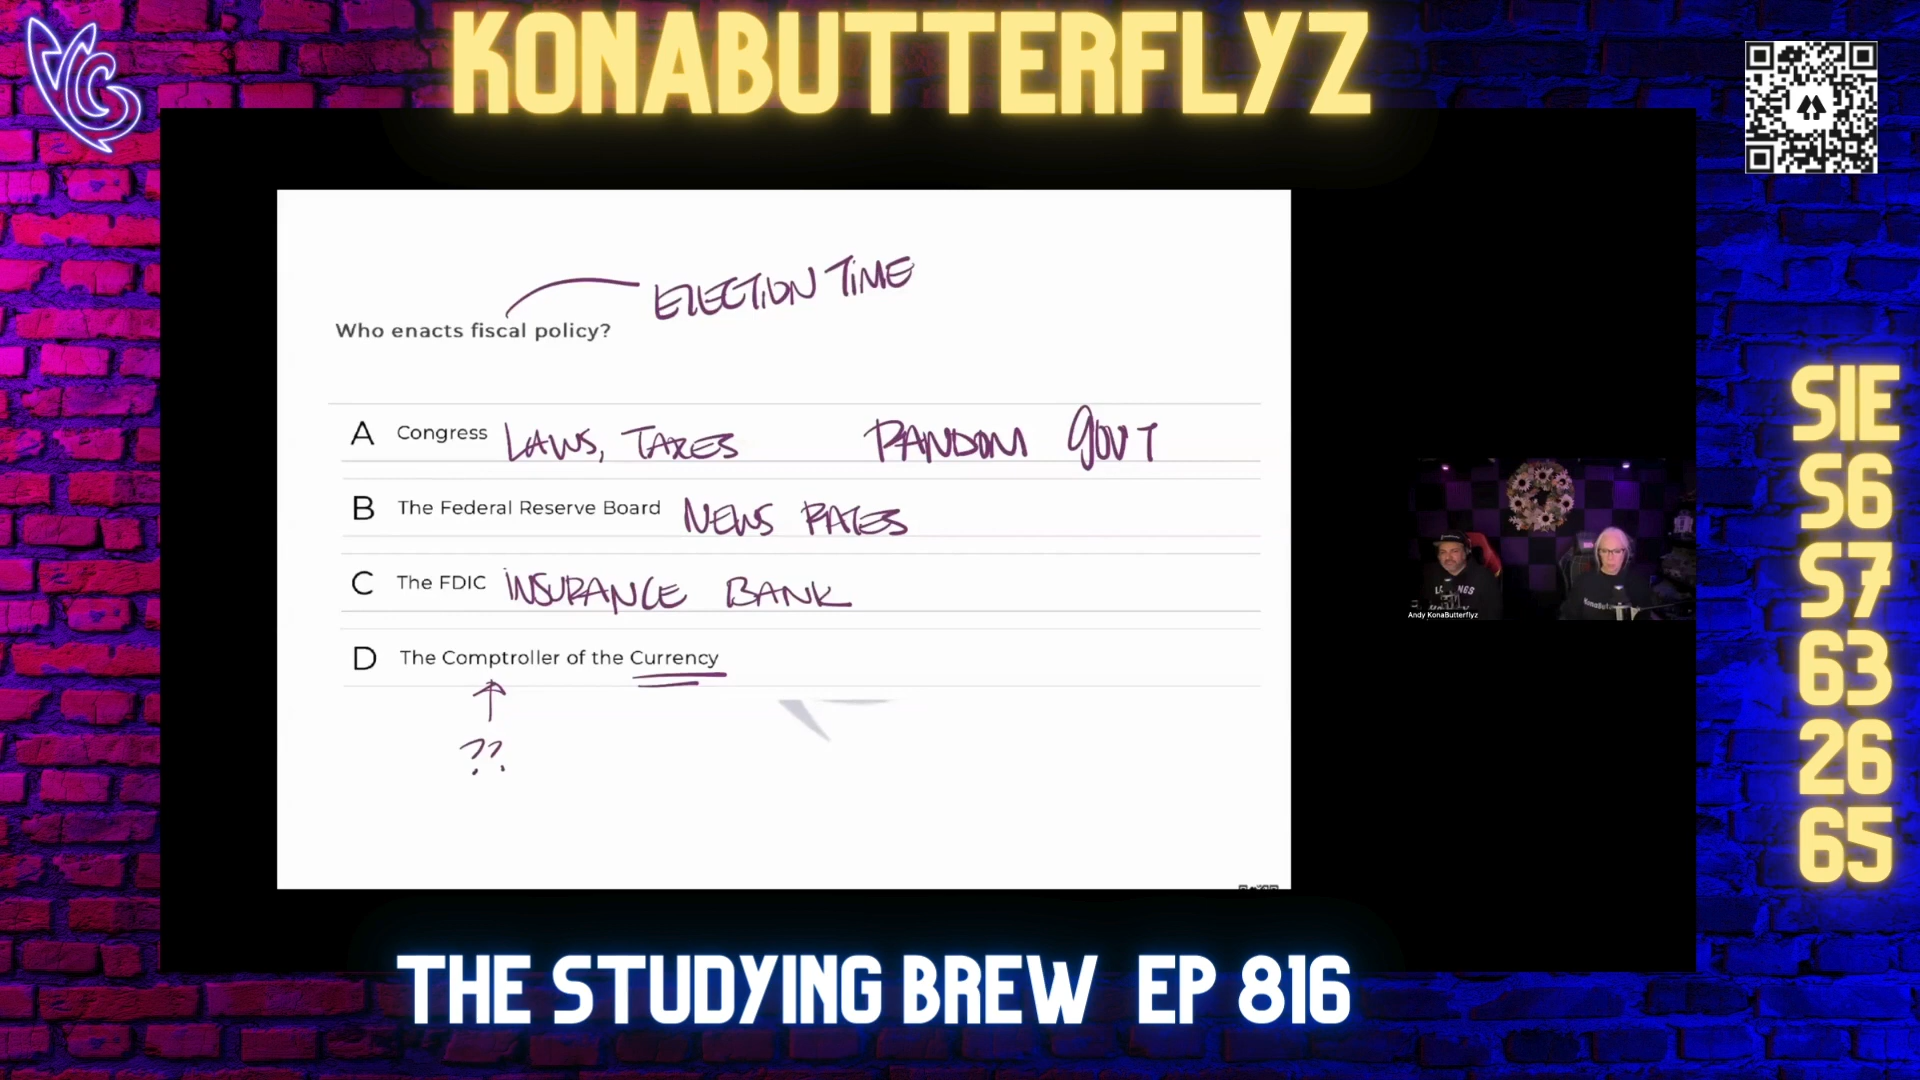 KONABUTTERFLYZ
ELECTION TIME
Who enacts fiscal policy?
A Congress LAWS, TAXES RANDOM GOVT
B The Federal Reserve Board NEWS RATES
C The FDIC INSURANCE BANK
D The Comptroller of the Currency
??
SIE
S6
S7
63
26
65
Andy KonaButterflyz
THE STUDYING BREW EP 816